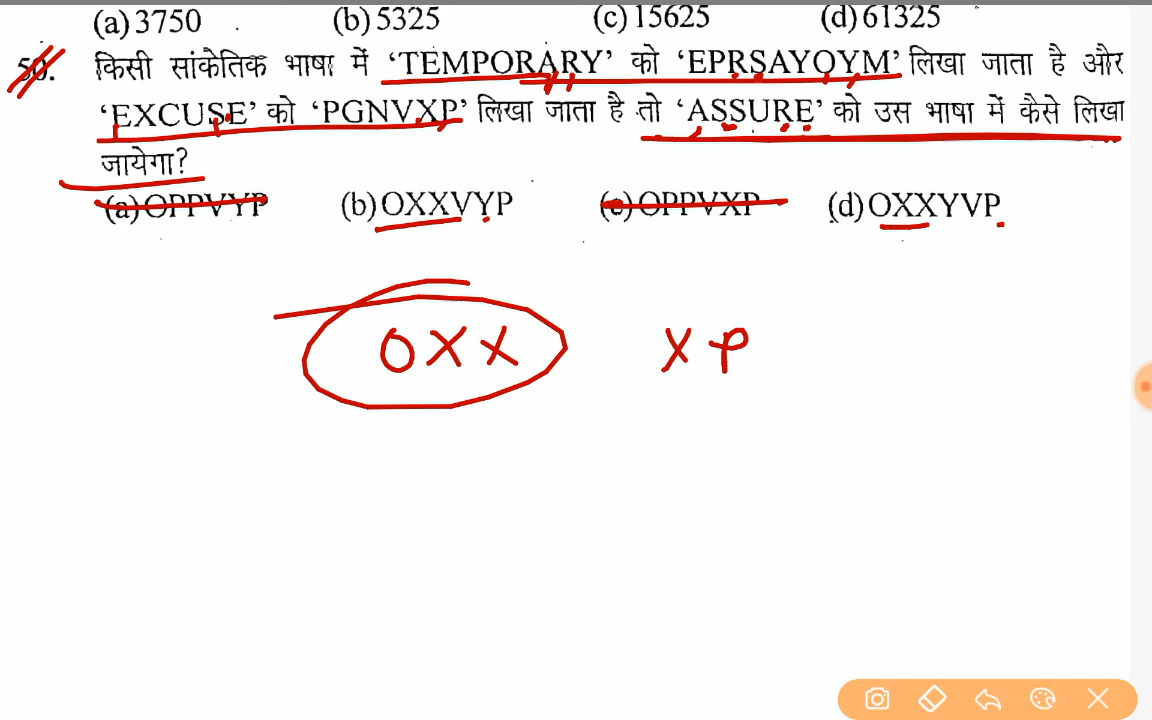 (a) 3750 (b) 5325 (c) 15625 (d) 61325
50. किसी सांकेतिक भाषा में ‘TEMPORARY’ को ‘EPRSAYOYM’ लिखा जाता है और
‘EXCUSE’ को ‘PGNVXP’ लिखा जाता है तो ‘ASSURE’ को उस भाषा में कैसे लिखा
जायेगा?
(a) OPPVYP (b) OXXVYP (c) OPPVXP (d) OXXYVP
OXX XP